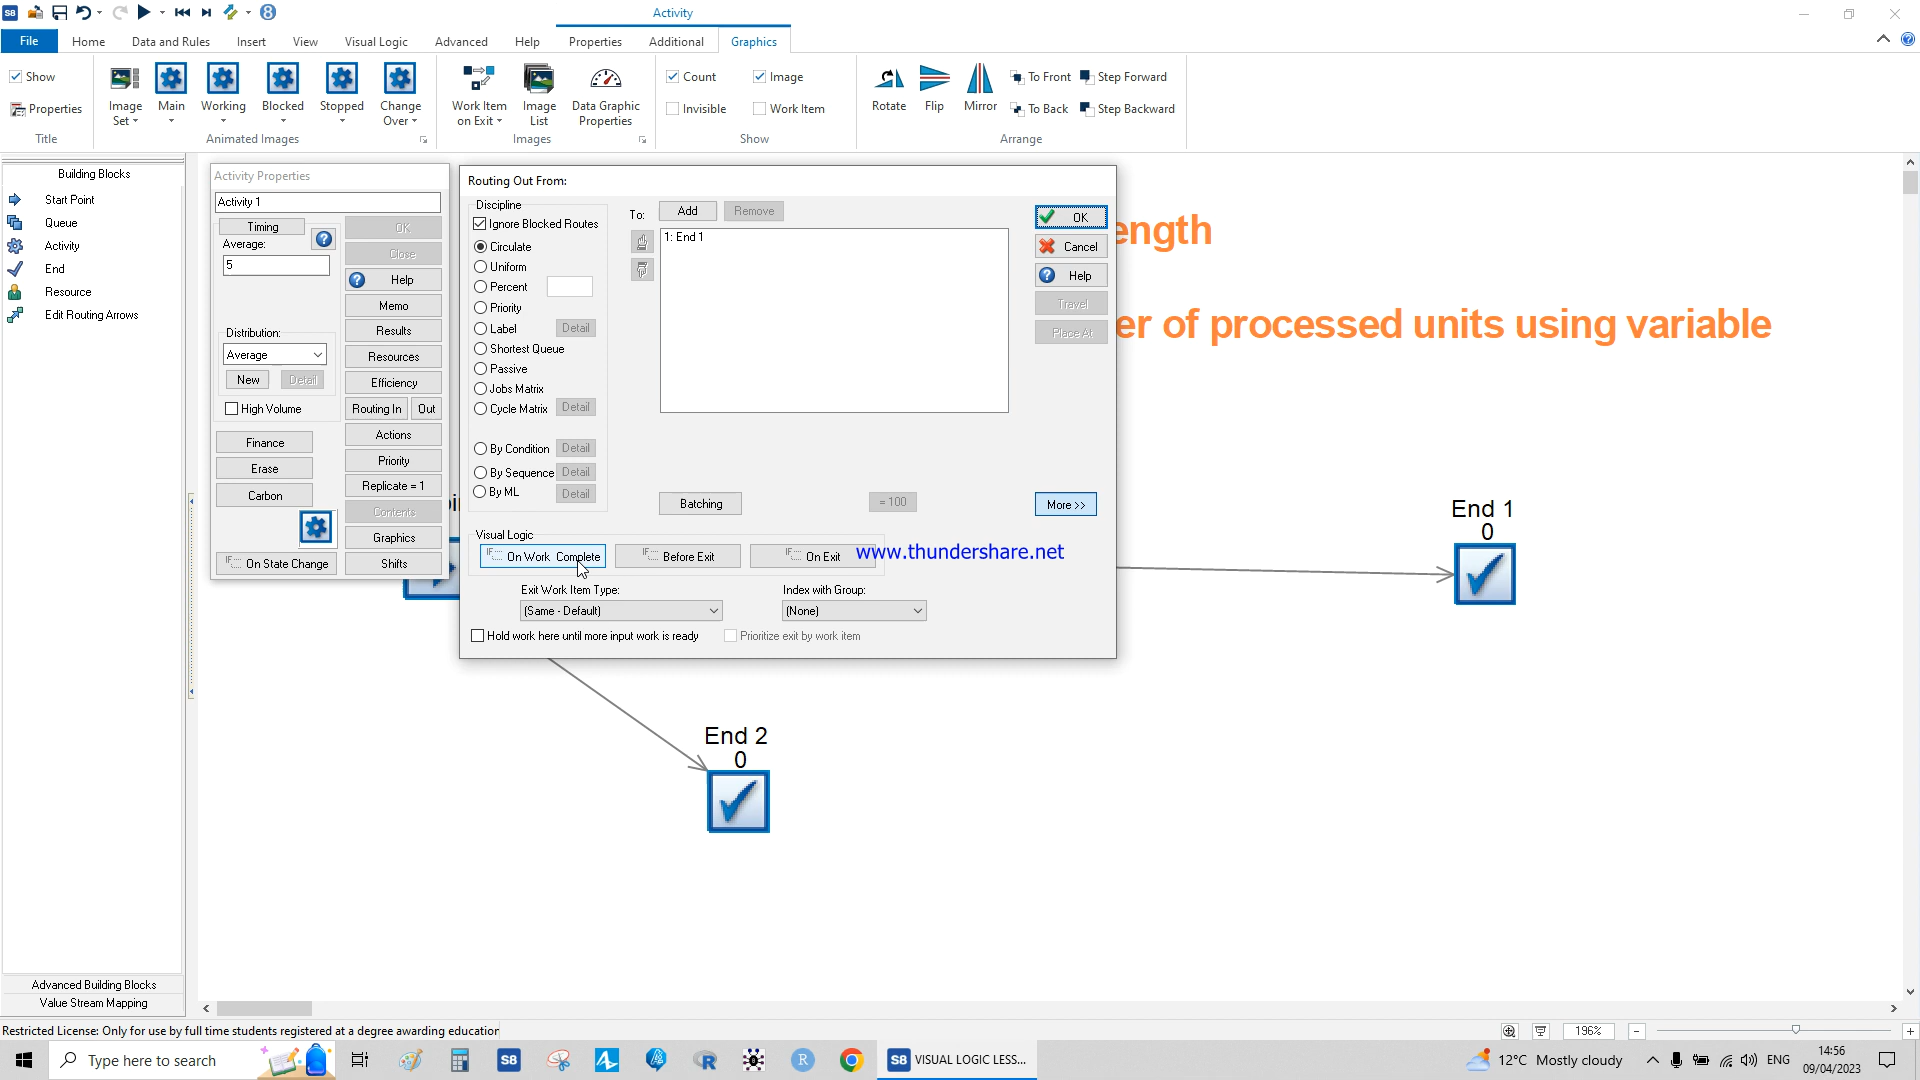 Activity
File Home Data and Rules Insert View Visual Logic Advanced Help Properties Additional Graphics
Show
Properties
Title
Image Set
Main
Working
Blocked
Stopped
Change Over
Animated Images
Work Item on Exit
Image List
Data Graphic Properties
Images
Count
Image
Invisible
Work Item
Show
Rotate
Flip
Mirror
To Front
Step Forward
To Back
Step Backward
Arrange
Building Blocks
Start Point
Queue
Activity
End
Resource
Edit Routing Arrows
Advanced Building Blocks
Value Stream Mapping
Activity Properties
Activity 1
Timing
Average:
5
Distribution:
Average
New
Detail
High Volume
Finance
Erase
Carbon
On State Change
OK
Close
Help
Memo
Results
Resources
Efficiency
Routing In
Out
Actions
Priority
Replicate = 1
Contents
Graphics
Shifts
Routing Out From:
Discipline
Ignore Blocked Routes
Circulate
Uniform
Percent
Priority
Label
Detail
Shortest Queue
Passive
Jobs Matrix
Cycle Matrix
Detail
By Condition
Detail
By Sequence
Detail
By ML
Detail
To:
Add
Remove
1: End 1
OK
Cancel
Help
Travel
Place At
Batching
= 100
More >>
Visual Logic
On Work Complete
Before Exit
On Exit
www.thundershare.net
Exit Work Item Type:
(Same - Default)
Index with Group:
(None)
Hold work here until more input work is ready
Prioritize exit by work item
ength
er of processed units using variable
End 1
0
End 2
0
Restricted License: Only for use by full time students registered at a degree awarding education
196%
Type here to search
S8
VISUAL LOGIC LESS...
12°C Mostly cloudy
ENG
14:56
09/04/2023